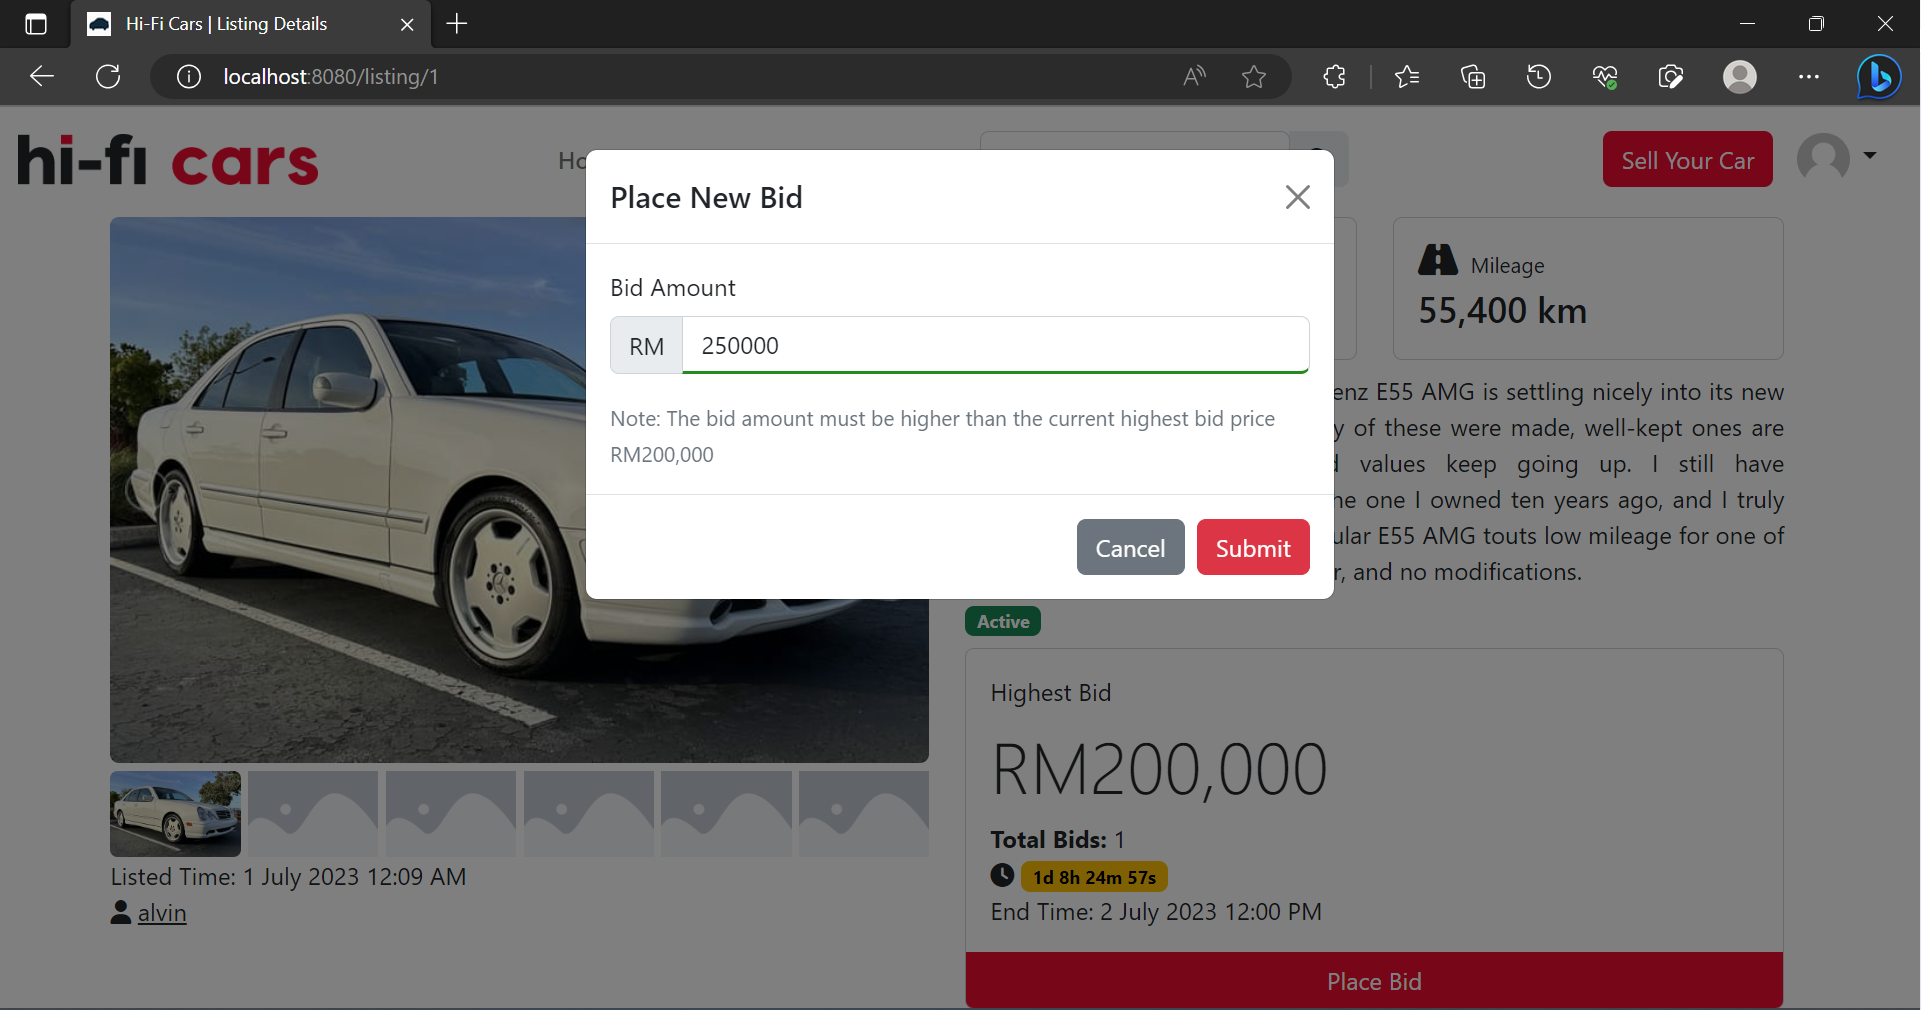 Hi-Fi Cars | Listing Details
localhost:8080/listing/1
hi-fi cars
Sell Your Car
Place New Bid
Bid Amount
RM 250000
Note: The bid amount must be higher than the current highest bid price
RM200,000
Cancel Submit
Mileage
55,400 km
E55 AMG is settling nicely into its new
of these were made, well-kept ones are
values keep going up. I still have
one I owned ten years ago, and I truly
E55 AMG touts low mileage for one of
, and no modifications.
Active
Highest Bid
RM200,000
Total Bids: 1
1d 8h 24m 57s
End Time: 2 July 2023 12:00 PM
Place Bid
Listed Time: 1 July 2023 12:09 AM
alvin